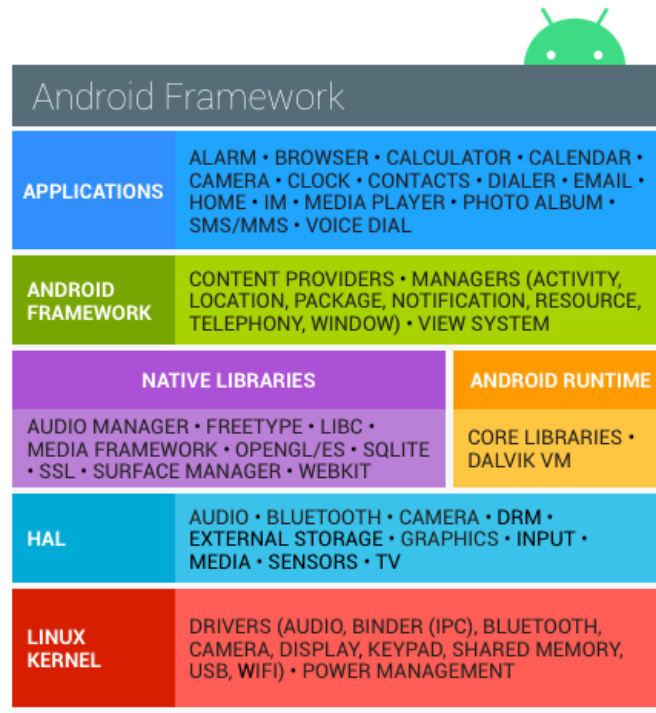 Android Framework
APPLICATIONS
ALARM • BROWSER • CALCULATOR • CALENDAR •
CAMERA • CLOCK • CONTACTS • DIALER • EMAIL •
HOME • IM • MEDIA PLAYER • PHOTO ALBUM •
SMS/MMS • VOICE DIAL
ANDROID
FRAMEWORK
CONTENT PROVIDERS • MANAGERS (ACTIVITY,
LOCATION, PACKAGE, NOTIFICATION, RESOURCE,
TELEPHONY, WINDOW) • VIEW SYSTEM
NATIVE LIBRARIES
AUDIO MANAGER • FREETYPE • LIBC •
MEDIA FRAMEWORK • OPENGL/ES • SQLITE
• SSL • SURFACE MANAGER • WEBKIT
ANDROID RUNTIME
CORE LIBRARIES •
DALVIK VM
HAL
AUDIO • BLUETOOTH • CAMERA • DRM •
EXTERNAL STORAGE • GRAPHICS • INPUT •
MEDIA • SENSORS • TV
LINUX
KERNEL
DRIVERS (AUDIO, BINDER (IPC), BLUETOOTH,
CAMERA, DISPLAY, KEYPAD, SHARED MEMORY,
USB, WIFI) • POWER MANAGEMENT